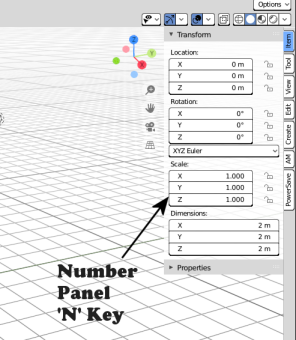 Options
Transform
Location:
X 0 m
Y 0 m
Z 0 m
Rotation:
X 0°
Y 0°
Z 0°
XYZ Euler
Scale:
X 1.000
Y 1.000
Z 1.000
Dimensions:
X 2 m
Y 2 m
Z 2 m
Properties
Item
Tool
View
Edit
Create
AM
PowerSave
Z
Y
X
Number
Panel
'N' Key